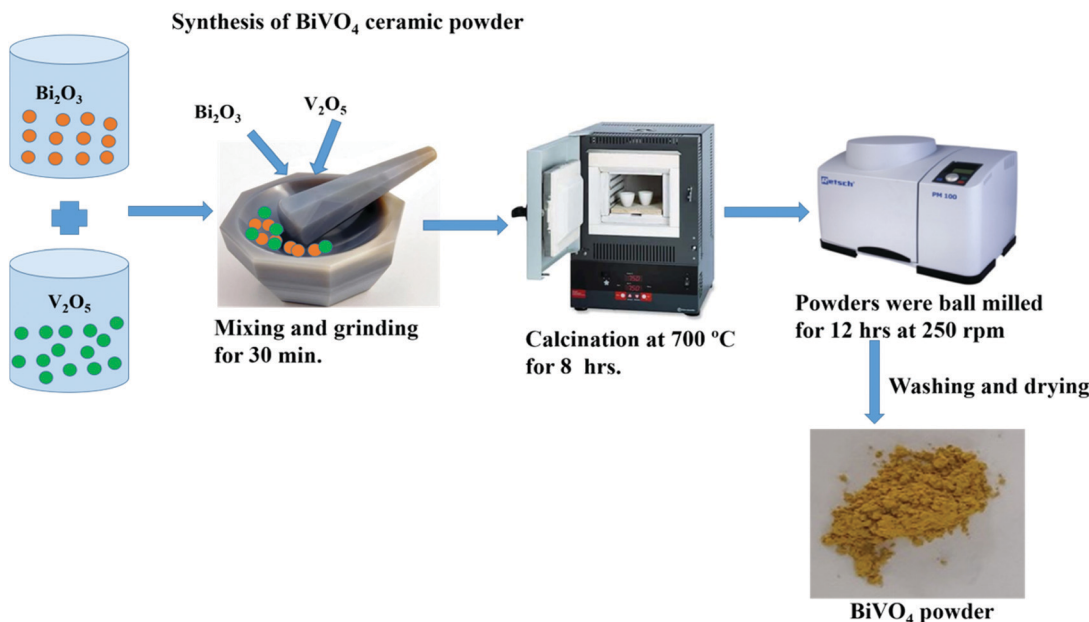 Synthesis of BiVO₄ ceramic powder
Bi₂O₃
V₂O₅
Bi₂O₃
V₂O₅
Mixing and grinding
for 30 min.
Calcination at 700 ºC
for 8 hrs.
Retsch
PM 100
Powders were ball milled
for 12 hrs at 250 rpm
Washing and drying
BiVO₄ powder